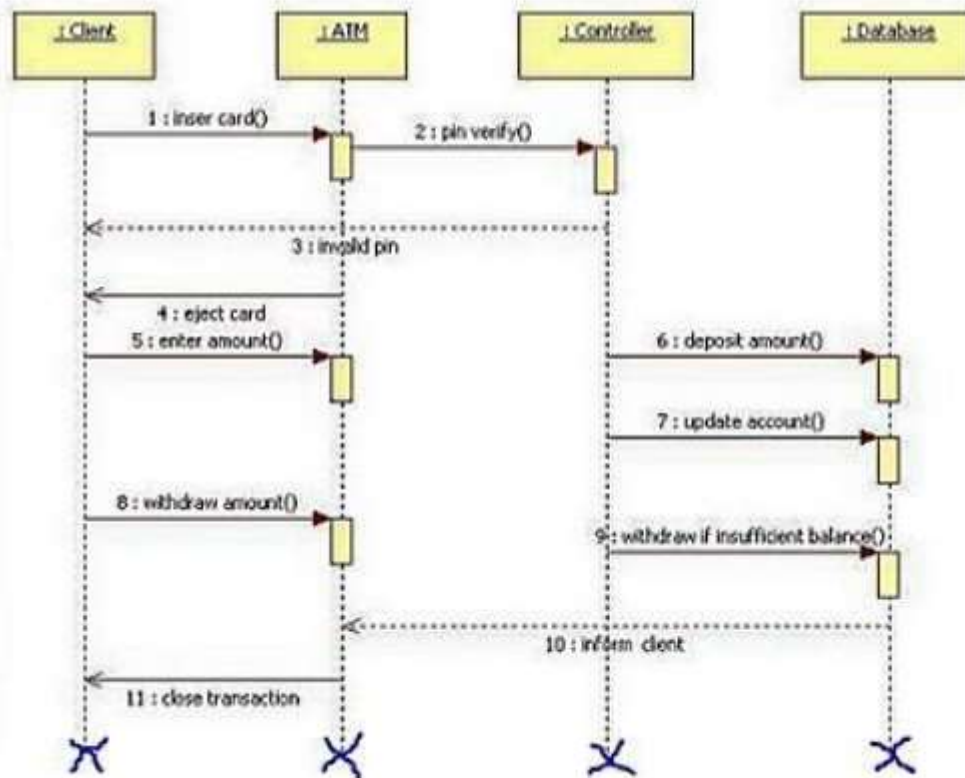 : Client
: ATM
: Controller
: Database
1 : inser card()
2 : pin verify()
3 : invalid pin
4 : eject card
5 : enter amount()
6 : deposit amount()
7 : update account()
8 : withdraw amount()
9 : withdraw if insufficient balance()
10 : inform client
11 : close transaction